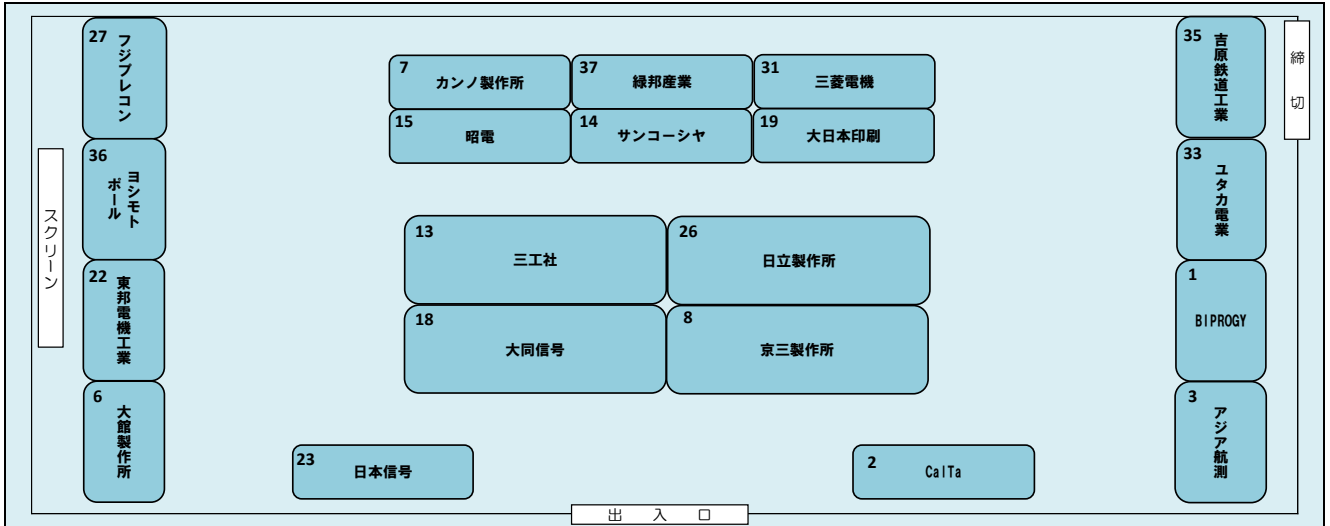 27
フジプレコン
36
ヨシモト
ポール
22
東邦電機工業
6
大館製作所
スクリーン
7
カンノ製作所
37
緑邦産業
31
三菱電機
15
昭電
14
サンコーシヤ
19
大日本印刷
13
三工社
26
日立製作所
18
大同信号
8
京三製作所
23
日本信号
2
CalTa
出入口
35
吉原鉄道工業
33
ユタカ電業
1
BIPROGY
3
アジア航測
締切